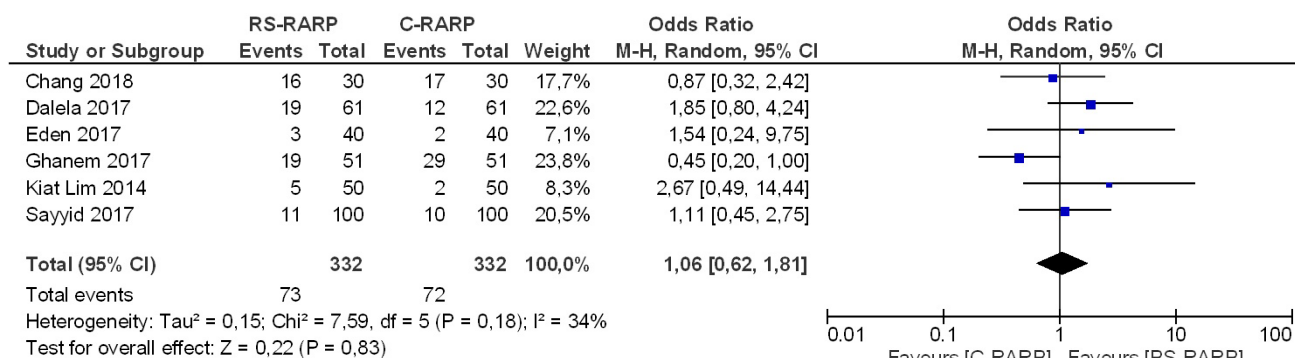 RS-RARP C-RARP Odds Ratio Odds Ratio
Study or Subgroup Events Total Events Total Weight M-H, Random, 95% CI M-H, Random, 95% CI
Chang 2018 16 30 17 30 17,7% 0,87 [0,32, 2,42]
Dalela 2017 19 61 12 61 22,6% 1,85 [0,80, 4,24]
Eden 2017 3 40 2 40 7,1% 1,54 [0,24, 9,75]
Ghanem 2017 19 51 29 51 23,8% 0,45 [0,20, 1,00]
Kiat Lim 2014 5 50 2 50 8,3% 2,67 [0,49, 14,44]
Sayyid 2017 11 100 10 100 20,5% 1,11 [0,45, 2,75]
Total (95% CI) 332 332 100,0% 1,06 [0,62, 1,81]
Total events 73 72
Heterogeneity: Tau² = 0,15; Chi² = 7,59, df = 5 (P = 0,18); I² = 34%
Test for overall effect: Z = 0,22 (P = 0,83)
0.01 0.1 1 10 100
Favours [C-RARP] Favours [RS-RARP]